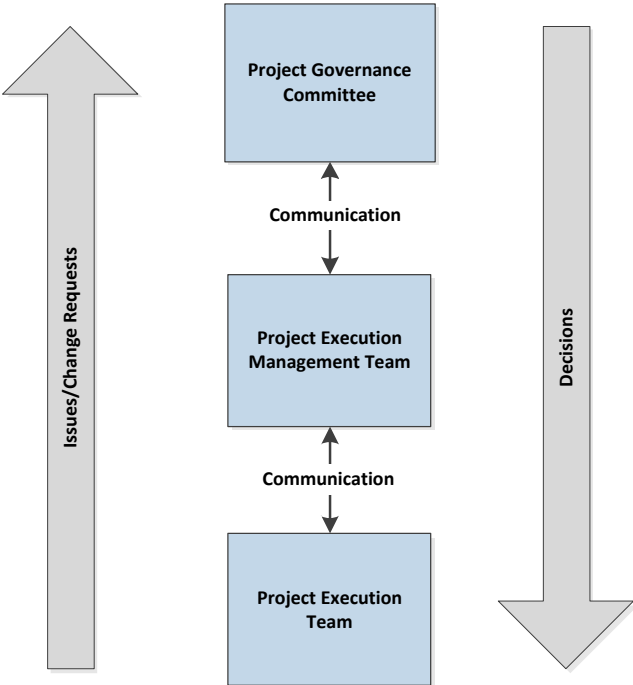 Project Governance
Committee
Communication
Issues/Change Requests
Project Execution
Management Team
Decisions
Communication
Project Execution
Team